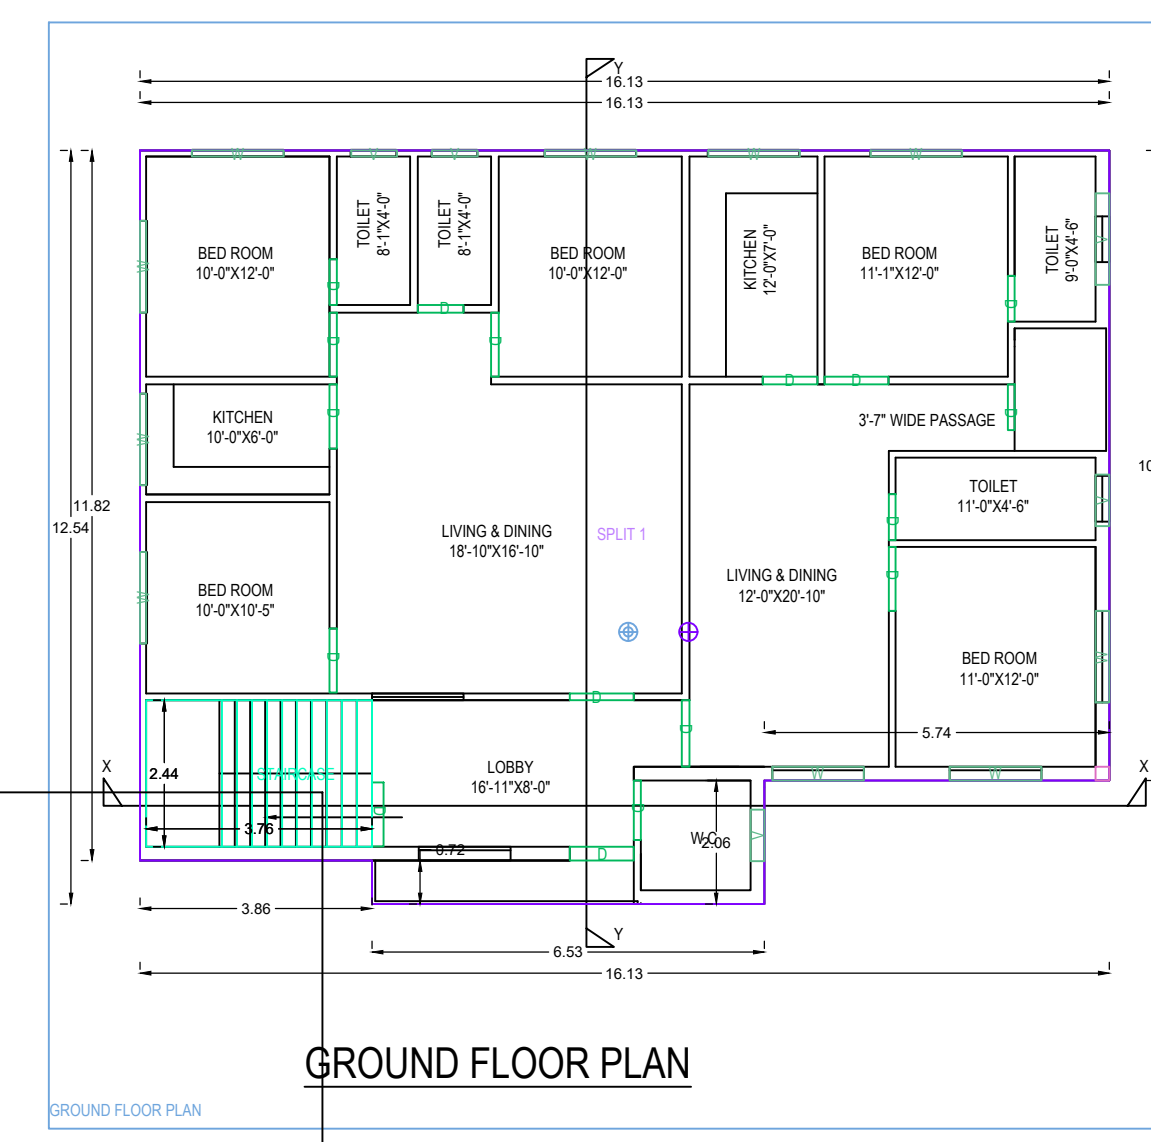 Y
16.13
16.13
W
V
V
W
W
W
BED ROOM
10'-0"X12'-0"
TOILET
8'-1"X4'-0"
TOILET
8'-1"X4'-0"
BED ROOM
10'-0"X12'-0"
KITCHEN
12'-0"X7'-0"
BED ROOM
11'-1"X12'-0"
TOILET
9'-0"X4'-6"
V
W
D
D
D
D
D
D
D
D
D
KITCHEN
10'-0"X6'-0"
W
3'-7" WIDE PASSAGE
10
TOILET
11'-0"X4'-6"
V
11.82
12.54
D
LIVING & DINING
18'-10"X16'-10"
SPLIT 1
LIVING & DINING
12'-0"X20'-10"
D
BED ROOM
10'-0"X10'-5"
W
D
BED ROOM
11'-0"X12'-0"
W
D
D
5.74
X
2.44
STAIRCASE
LOBBY
16'-11"X8'-0"
W
W
X
3.76
D
D
W.C
2.06
V
0.72
D
3.86
Y
6.53
16.13
GROUND FLOOR PLAN
GROUND FLOOR PLAN